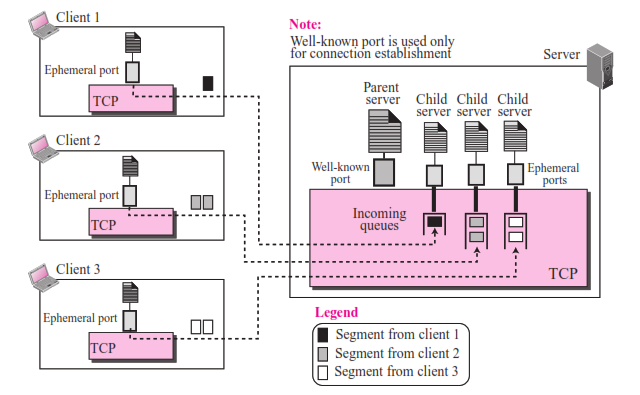 Client 1
Ephemeral port
TCP
Client 2
Ephemeral port
TCP
Client 3
Ephemeral port
TCP
Note:
Well-known port is used only
for connection establishment
Server
Parent
server
Child
server
Child
server
Child
server
Well-known
port
Ephemeral
ports
Incoming
queues
TCP
Legend
Segment from client 1
Segment from client 2
Segment from client 3